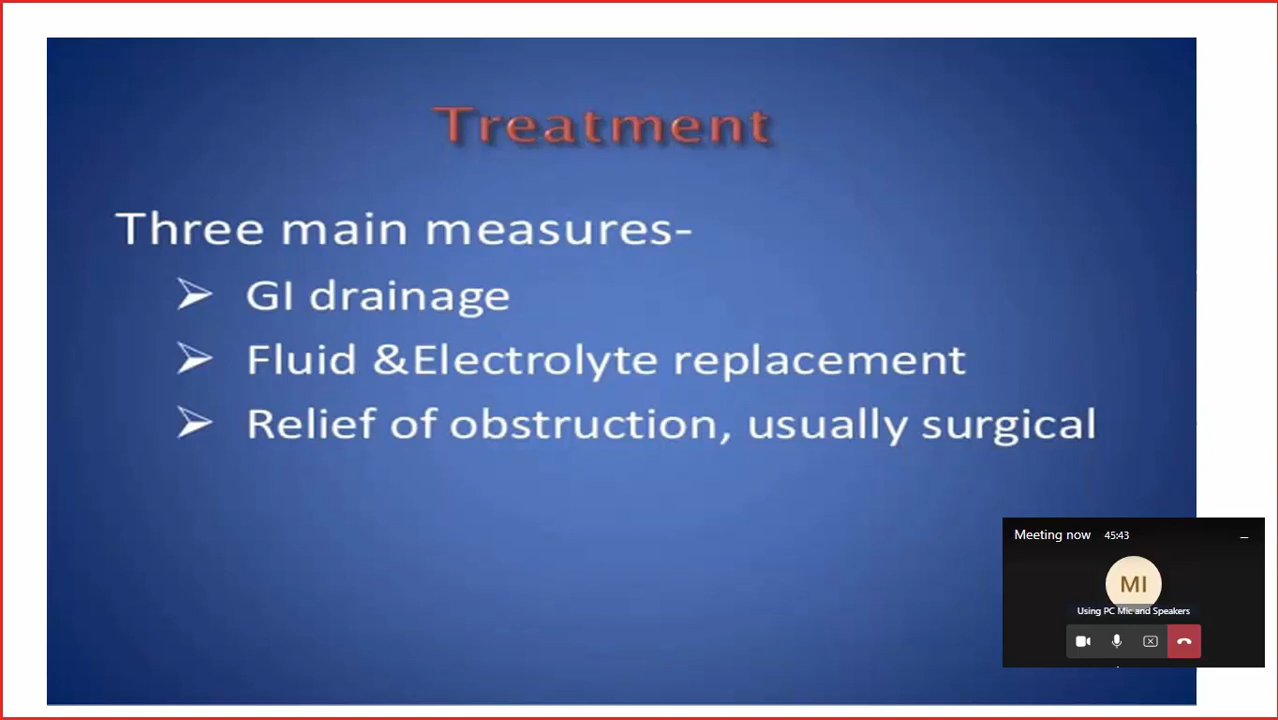 Treatment
Three main measures-
GI drainage
Fluid &Electrolyte replacement
Relief of obstruction, usually surgical
Meeting now 45:43
MI
Using PC Mic and Speakers